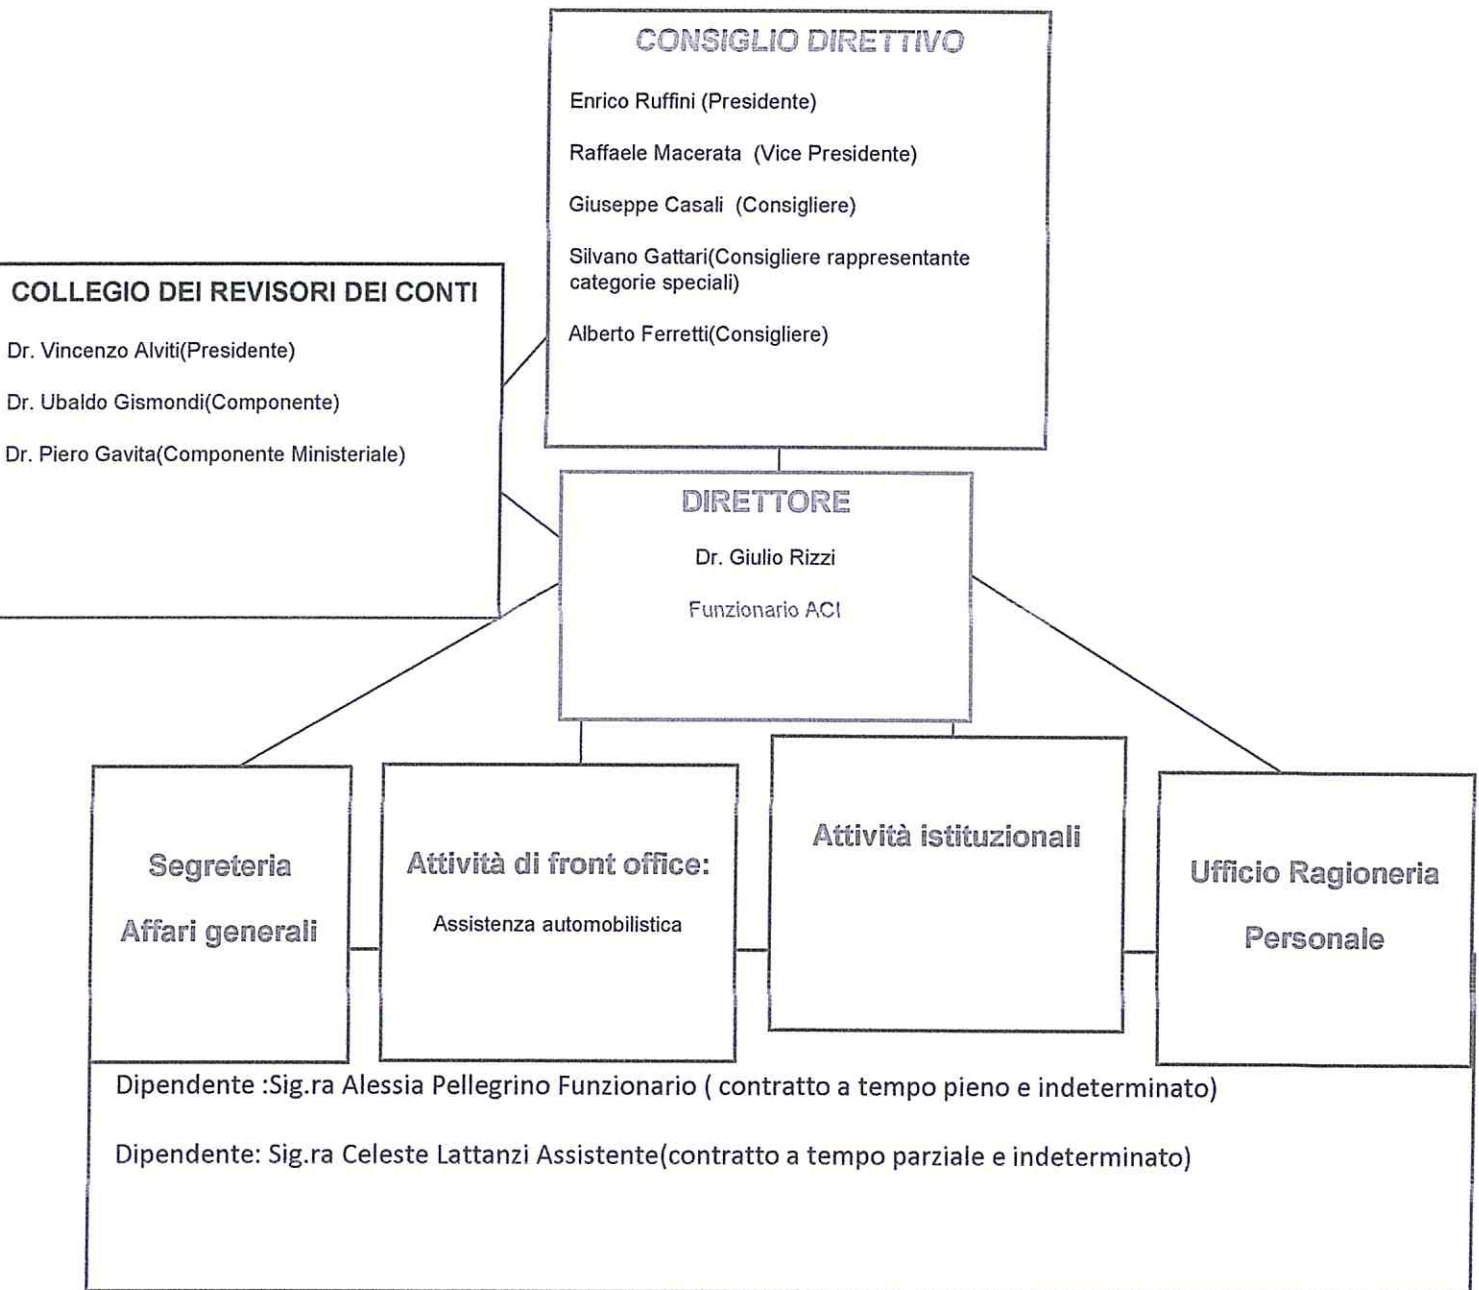 CONSIGLIO DIRETTIVO
Enrico Ruffini (Presidente)
Raffaele Macerata  (Vice Presidente)
Giuseppe Casali  (Consigliere)
Silvano Gattari(Consigliere rappresentante
categorie speciali)
Alberto Ferretti(Consigliere)
COLLEGIO DEI REVISORI DEI CONTI
Dr. Vincenzo Alviti(Presidente)
Dr. Ubaldo Gismondi(Componente)
Dr. Piero Gavita(Componente Ministeriale)
DIRETTORE
Dr. Giulio Rizzi
Funzionario ACI
Segreteria
Affari generali
Attività di front office:
Assistenza automobilistica
Attività istituzionali
Ufficio Ragioneria
Personale
Dipendente :Sig.ra Alessia Pellegrino Funzionario ( contratto a tempo pieno e indeterminato)
Dipendente: Sig.ra Celeste Lattanzi Assistente(contratto a tempo parziale e indeterminato)